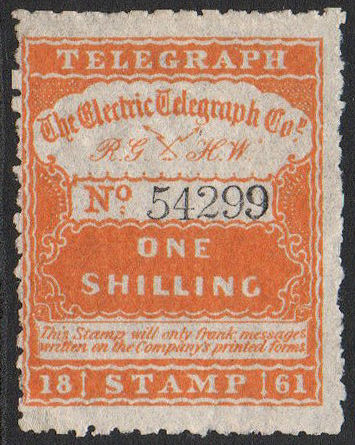 TELEGRAPH
The Electric Telegraph Coy.
R.G. H.W.
No. 54299
ONE
SHILLING
This Stamp will only frank messages
written on the Company's printed forms
18 STAMP 61